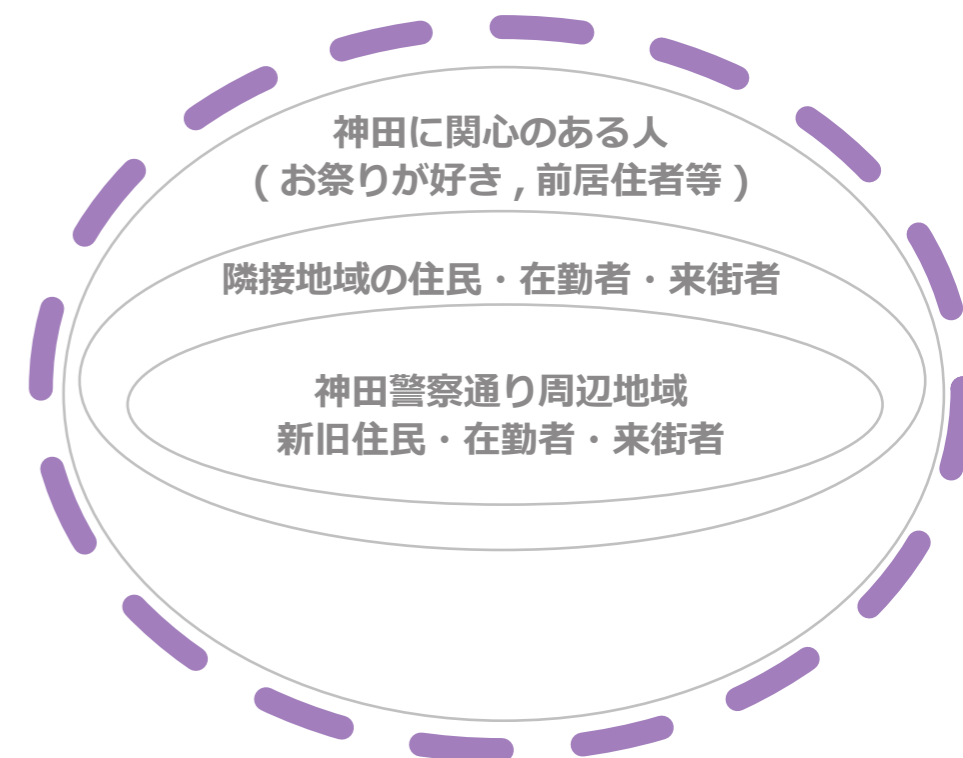 神田に関心のある人
( お祭りが好き , 前居住者等 )
隣接地域の住民・在勤者・来街者
神田警察通り周辺地域
新旧住民・在勤者・来街者